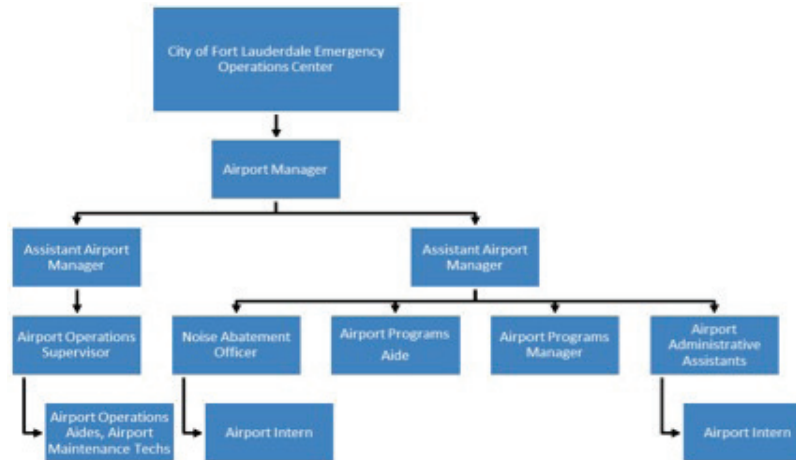 City of Fort Lauderdale Emergency
Operations Center
Airport Manager
Assistant Airport
Manager
Assistant Airport
Manager
Airport Operations
Supervisor
Noise Abatement
Officer
Airport Programs
Aide
Airport Programs
Manager
Airport
Administrative
Assistants
Airport Operations
Aides, Airport
Maintenance Techs
Airport Intern
Airport Intern